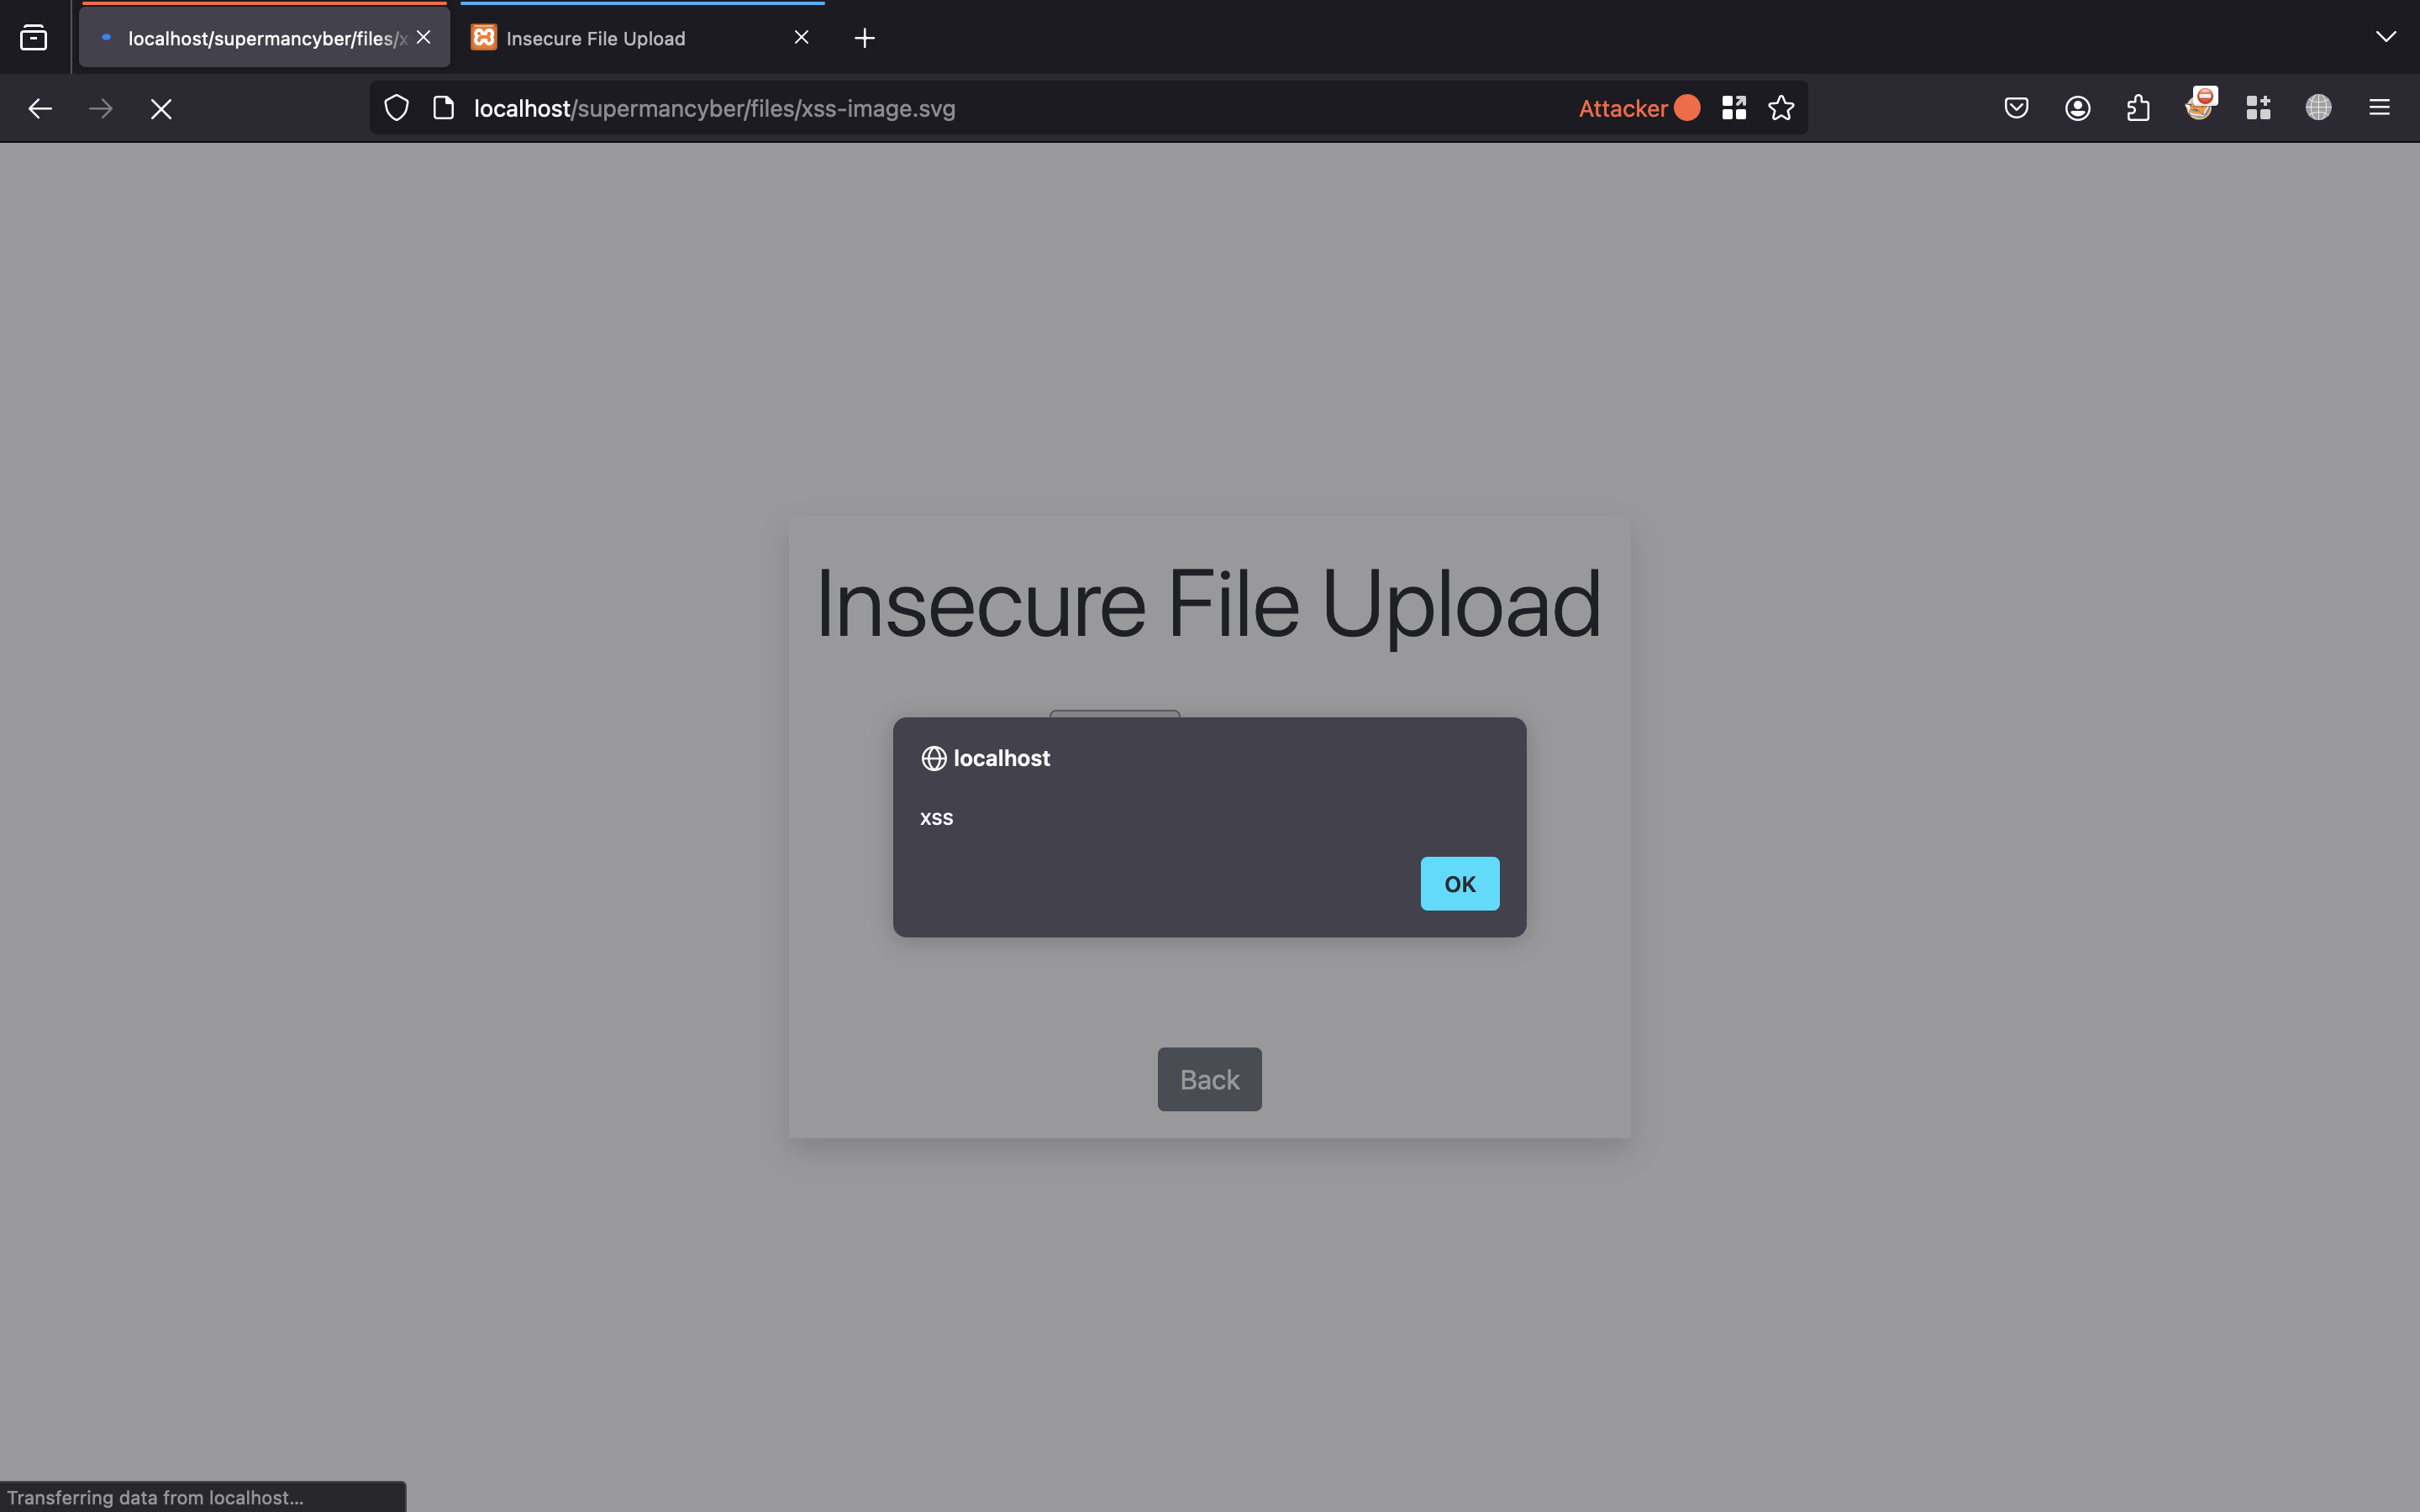 localhost/supermancyber/files/x
Insecure File Upload
localhost/supermancyber/files/xss-image.svg
Attacker
Insecure File Upload
localhost
xss
OK
Back
Transferring data from localhost...